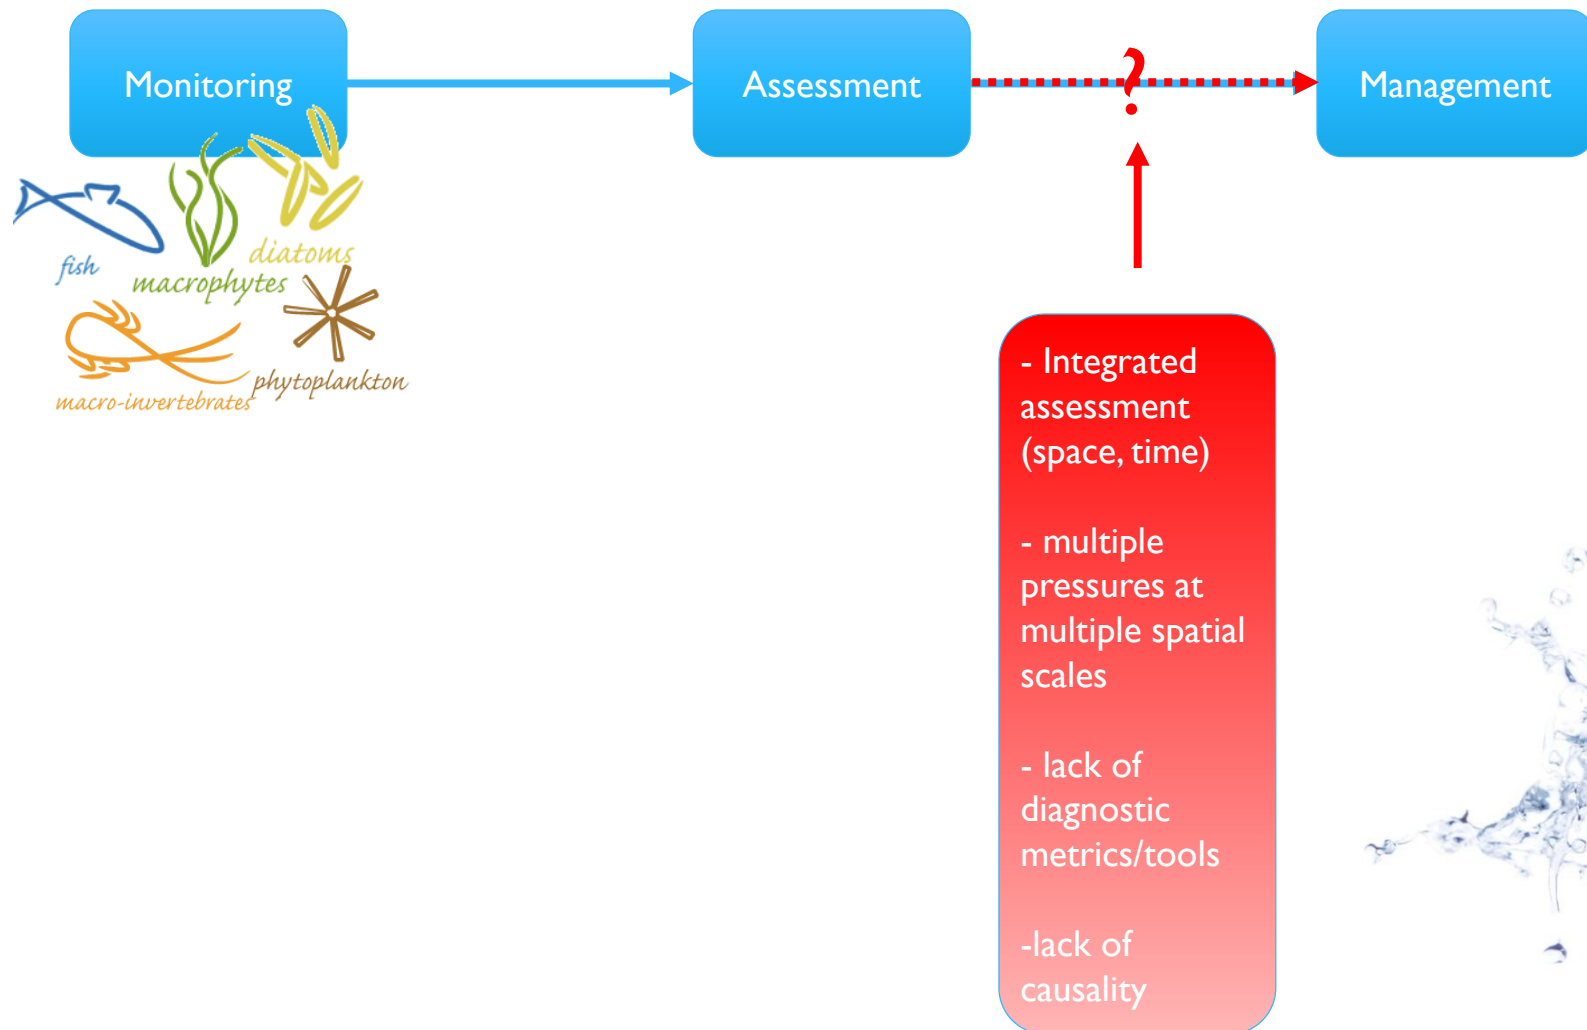 Monitoring
Assessment
?
Management
fish
macrophytes
diatoms
macro-invertebrates
phytoplankton
- Integrated
assessment
(space, time)
- multiple
pressures at
multiple spatial
scales
- lack of
diagnostic
metrics/tools
-lack of
causality